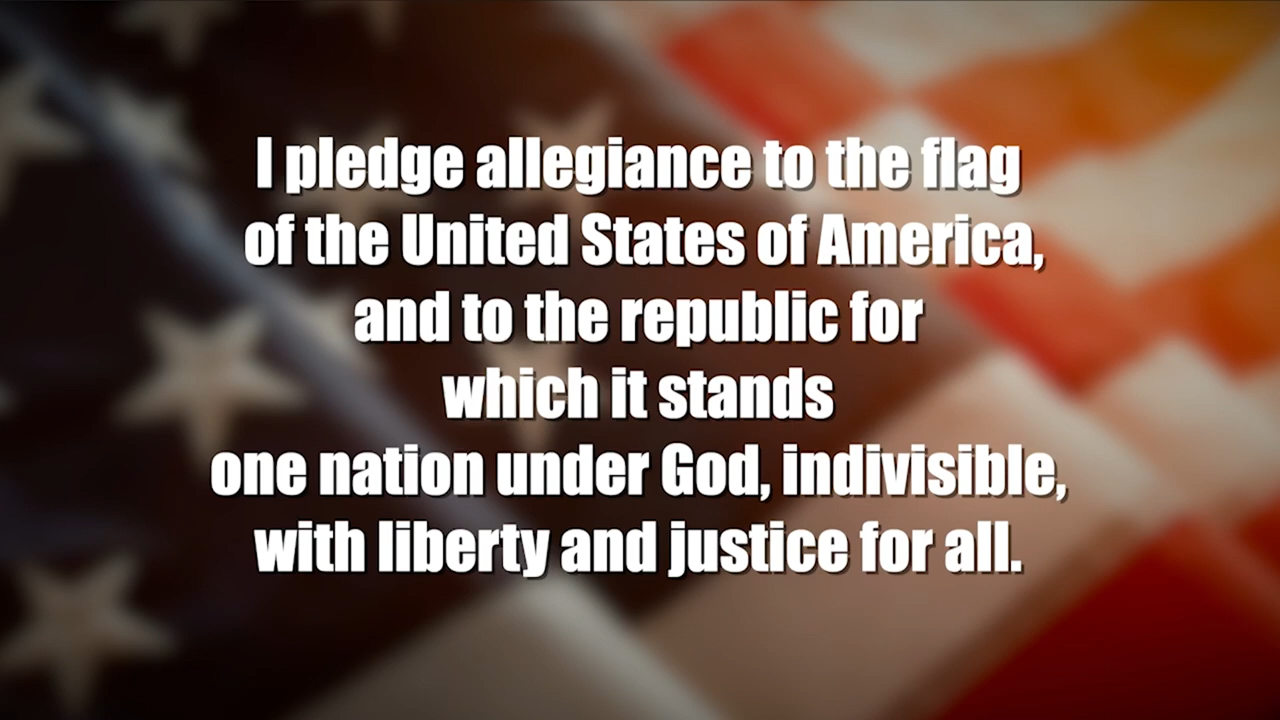 I pledge allegiance to the flag
of the United States of America,
and to the republic for
which it stands
one nation under God, indivisible,
with liberty and justice for all.